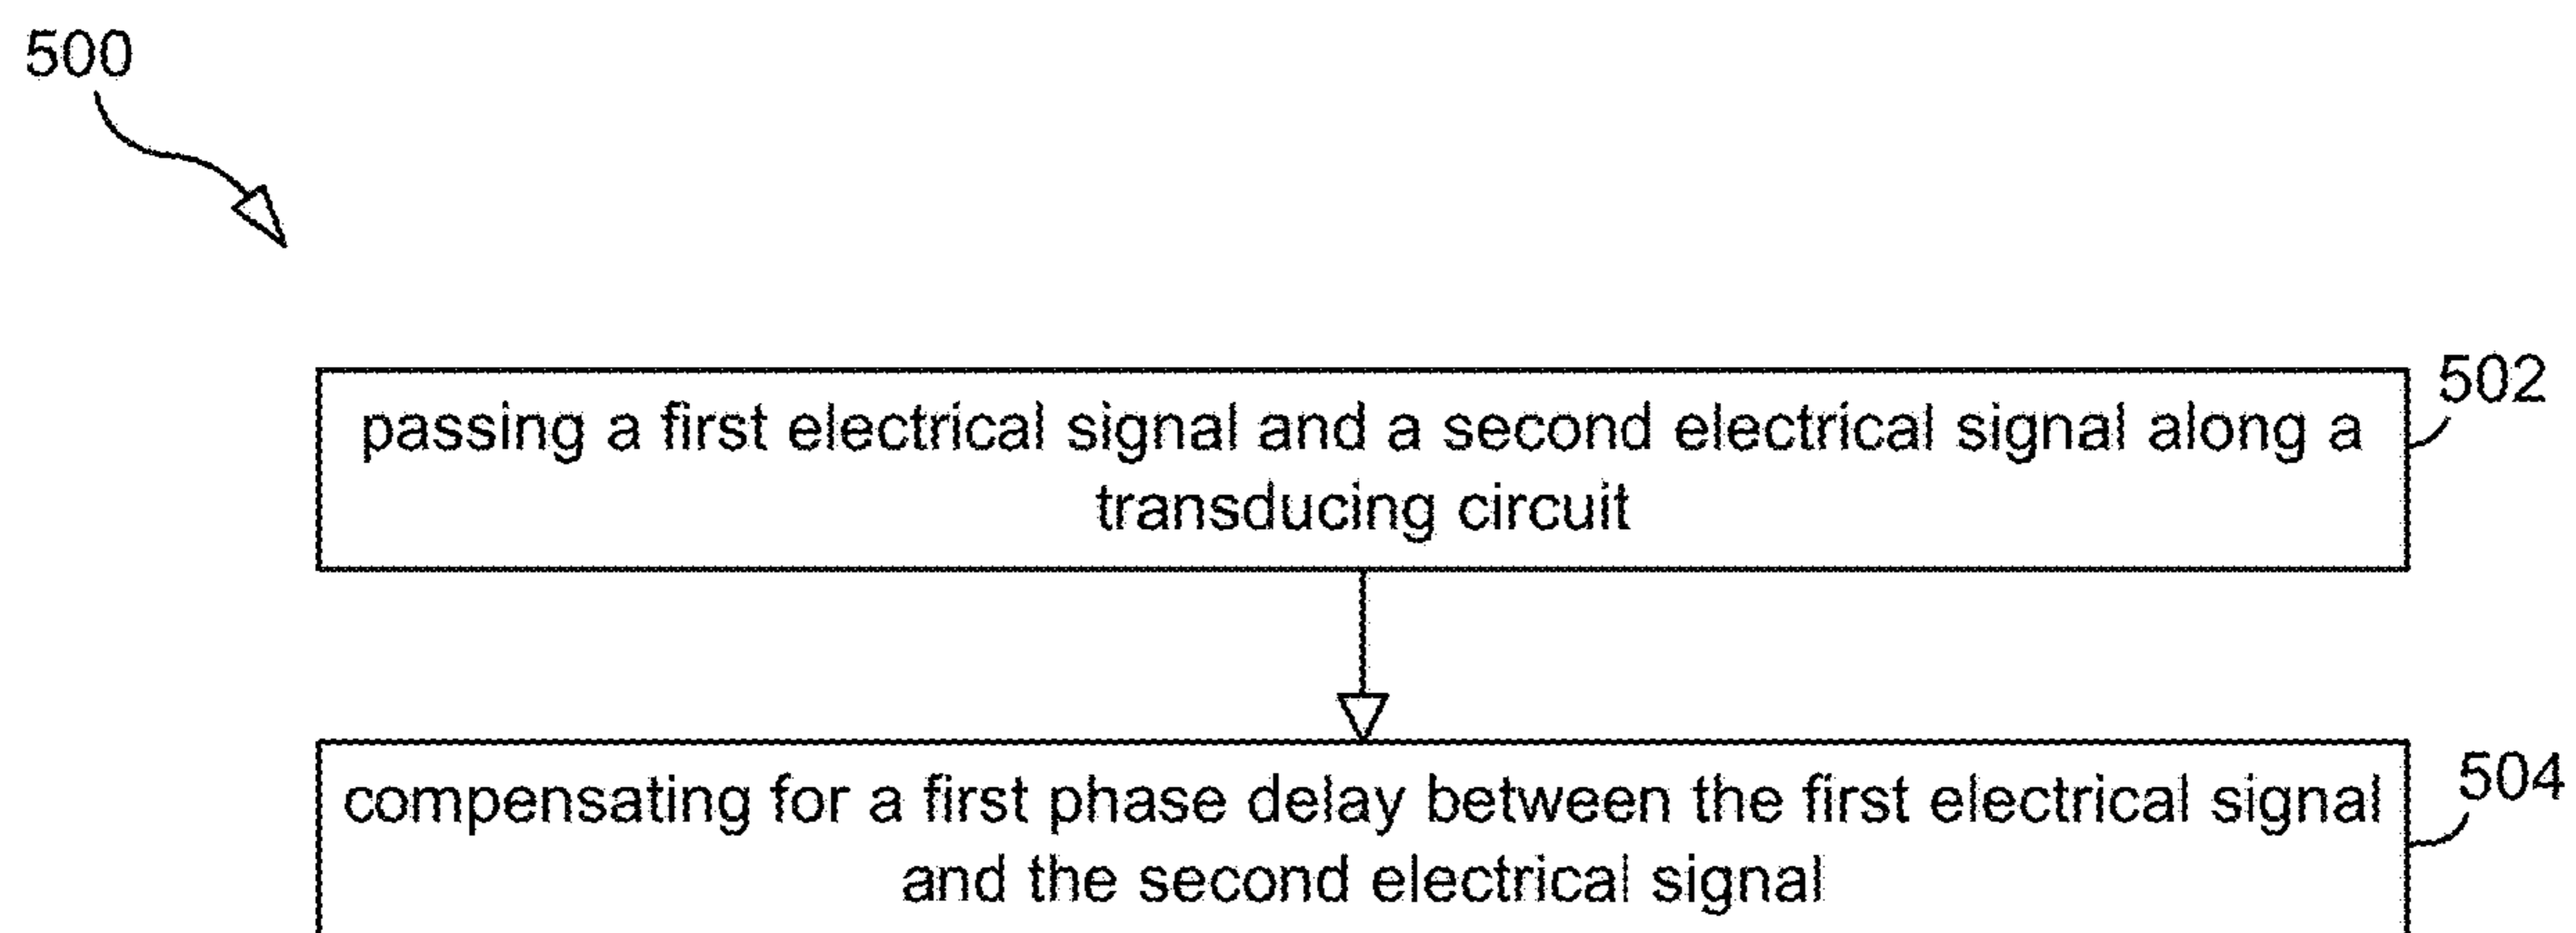 500
502
passing a first electrical signal and a second electrical signal along a
transducing circuit
504
compensating for a first phase delay between the first electrical signal
and the second electrical signal